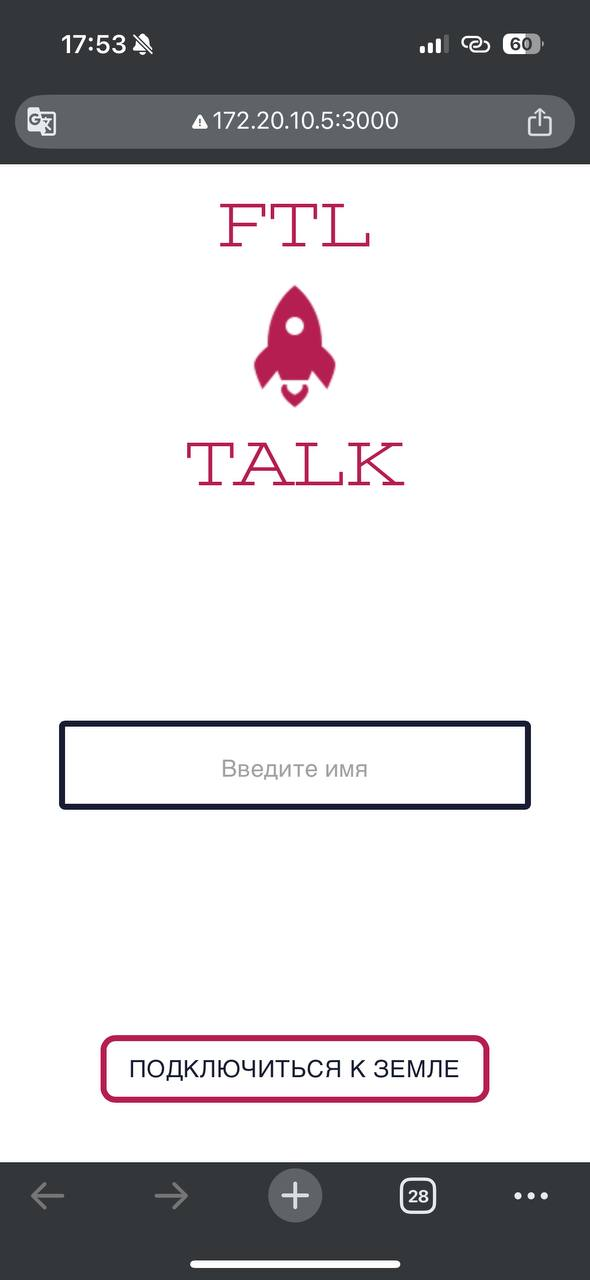 17:53
60
172.20.10.5:3000
FTL
TALK
Введите имя
ПОДКЛЮЧИТЬСЯ К ЗЕМЛЕ
28